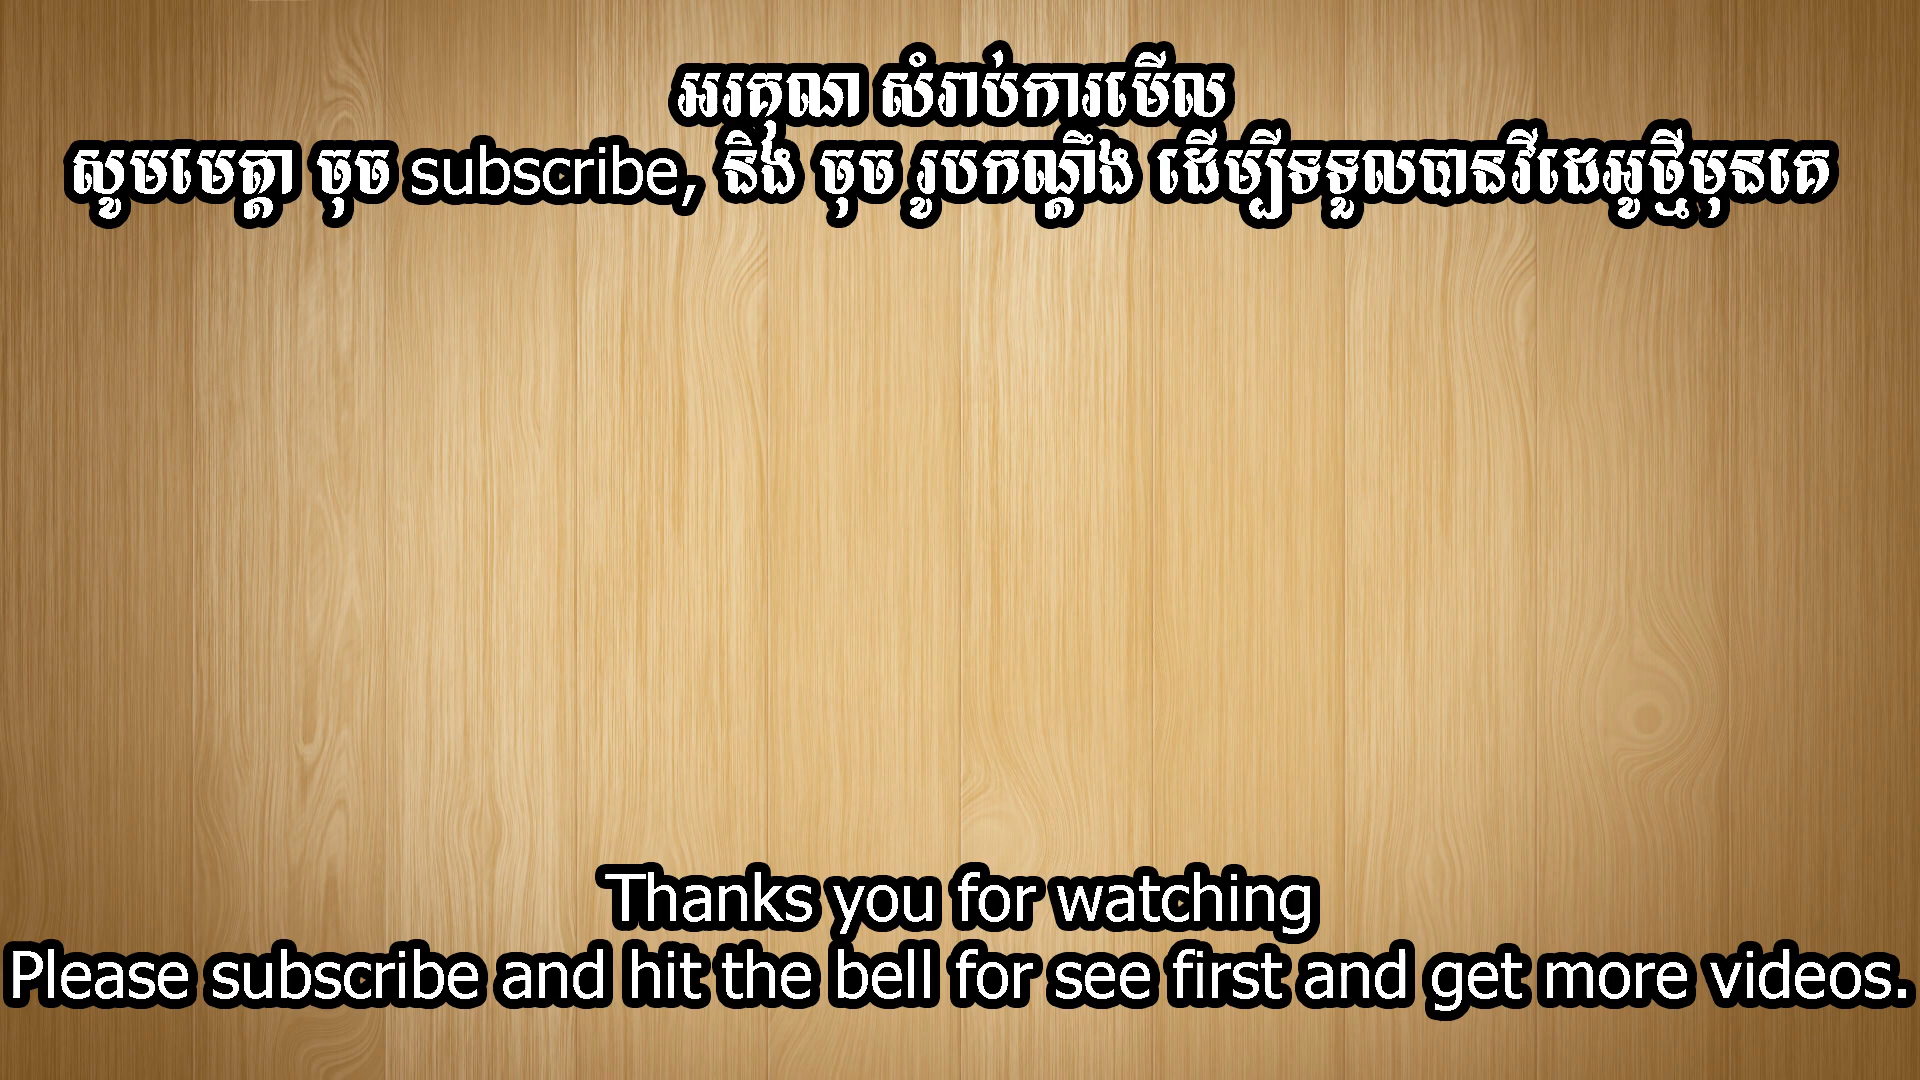 អរគុណ សំរាប់ការមើល
សូមមេត្តា ចុច subscribe, និង ចុច រូបកណ្ដឹង ដើម្បីទទួលបានវីដេអូថ្មីមុនគេ
Thanks you for watching
Please subscribe and hit the bell for see first and get more videos.